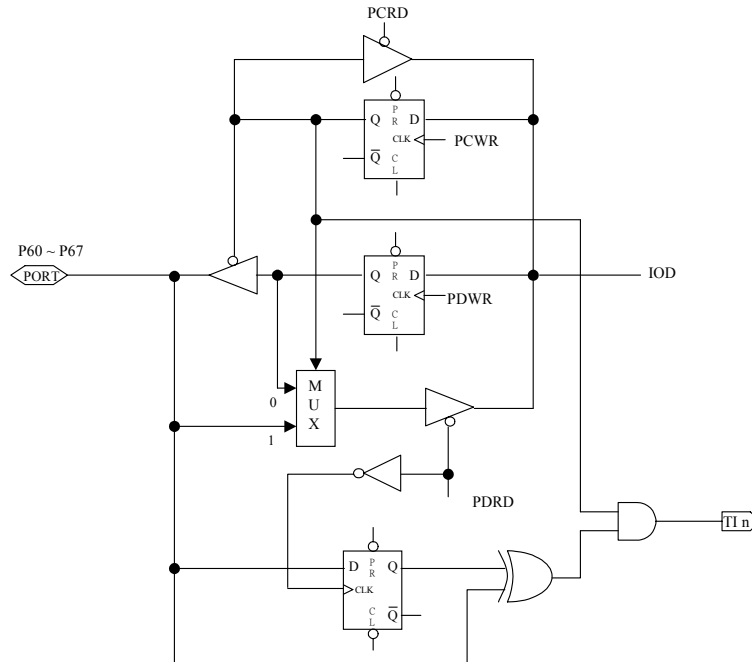 PCRD
P
R
Q D
CLK
PCWR
Q
C
L
P60 ~ P67
PORT
P
R
Q D
CLK
PDWR
Q
C
L
IOD
M
U
X
0
1
PDRD
TI n
D Q
P
R
CLK
C
L
Q